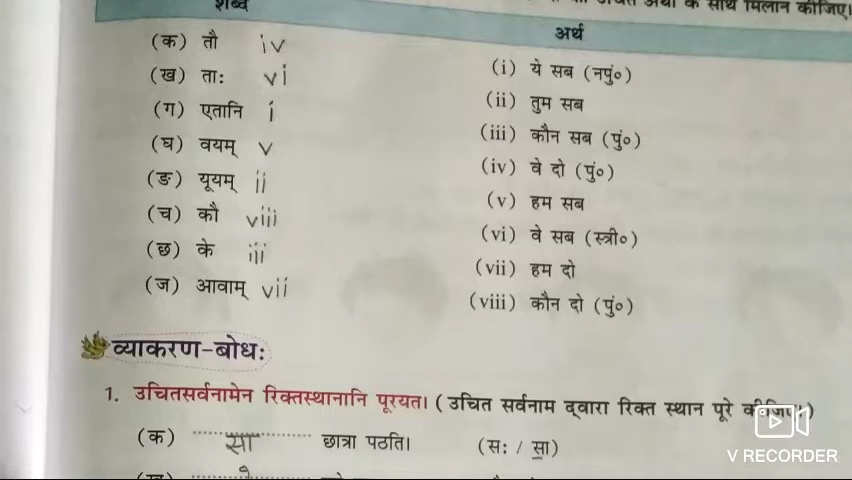 शब्द
उचित अर्थों के साथ मिलान कीजिए।
अर्थ
(क) तौ iv
(i) ये सब (नपुं०)
(ख) ताः vi
(ii) तुम सब
(ग) एतानि i
(iii) कौन सब (पुं०)
(घ) वयम् v
(iv) वे दो (पुं०)
(ङ) यूयम् ii
(v) हम सब
(च) कौ viii
(vi) वे सब (स्त्री०)
(छ) के iii
(vii) हम दो
(ज) आवाम् vii
(viii) कौन दो (पुं०)
व्याकरण-बोधः
1. उचितसर्वनामेन रिक्तस्थानानि पूरयत। (उचित सर्वनाम द्वारा रिक्त स्थान पूरे कीजिए:)
(क) सा छात्रा पठति। (सः / सा)
(ख)
V RECORDER